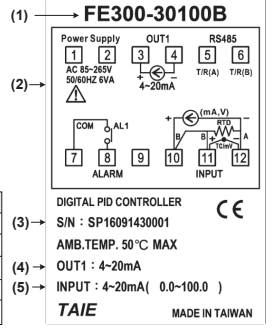 (1) FE300-30100B
Power Supply OUT1 RS485
1 2 3 4 5 6
AC 85~265V
50/60HZ 6VA
4~20mA
T/R(A) T/R(B)
(2)
(mA,V)
RTD
COM AL1
B B A
TC/mV
7 8 9 10 11 12
ALARM INPUT
DIGITAL PID CONTROLLER
CE
(3) S/N : SP16091430001
AMB.TEMP. 50°C MAX
(4) OUT1 : 4~20mA
(5) INPUT : 4~20mA( 0.0~100.0 )
TAIE MADE IN TAIWAN